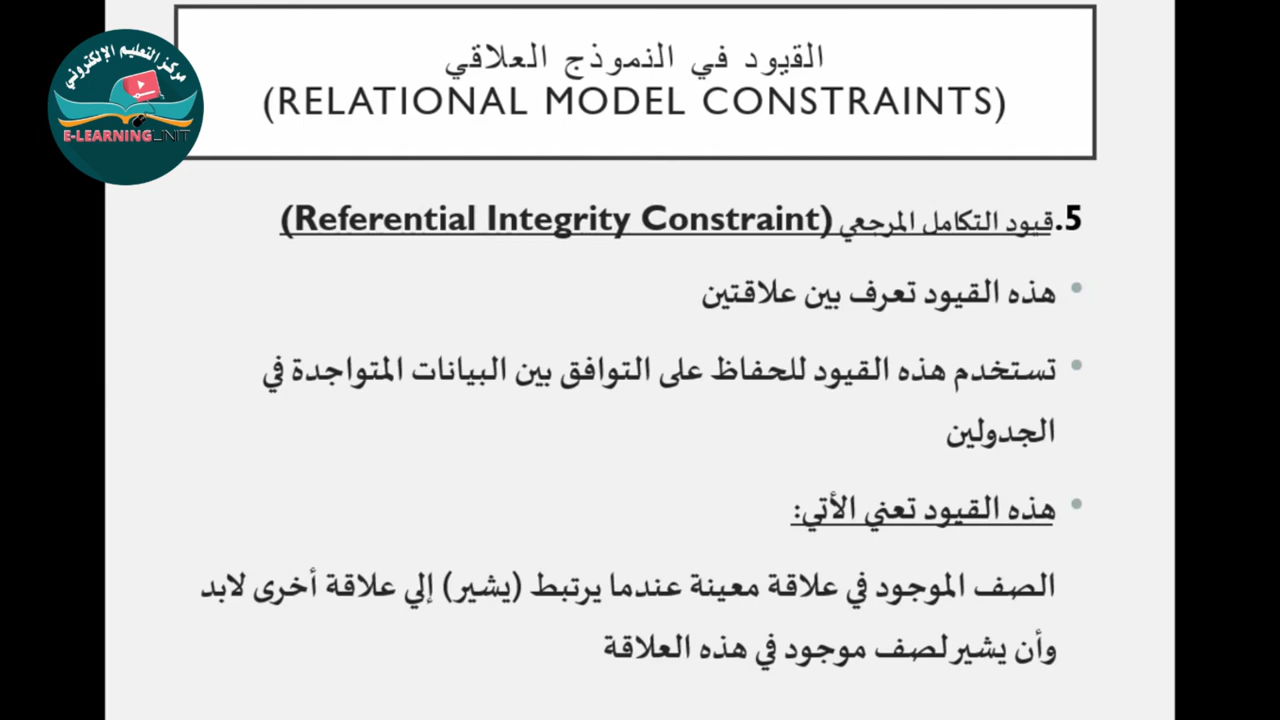 مركز التعليم الإلكتروني
E-LEARNING UNIT
القيود في النموذج العلاقي
(RELATIONAL MODEL CONSTRAINTS)
5. قيود التكامل المرجعي (Referential Integrity Constraint)
• هذه القيود تعرف بين علاقتين
• تستخدم هذه القيود للحفاظ على التوافق بين البيانات المتواجدة في
الجدولين
• هذه القيود تعني الأتي:
الصف الموجود في علاقة معينة عندما يرتبط (يشير) إلي علاقة أخرى لابد
وأن يشير لصف موجود في هذه العلاقة